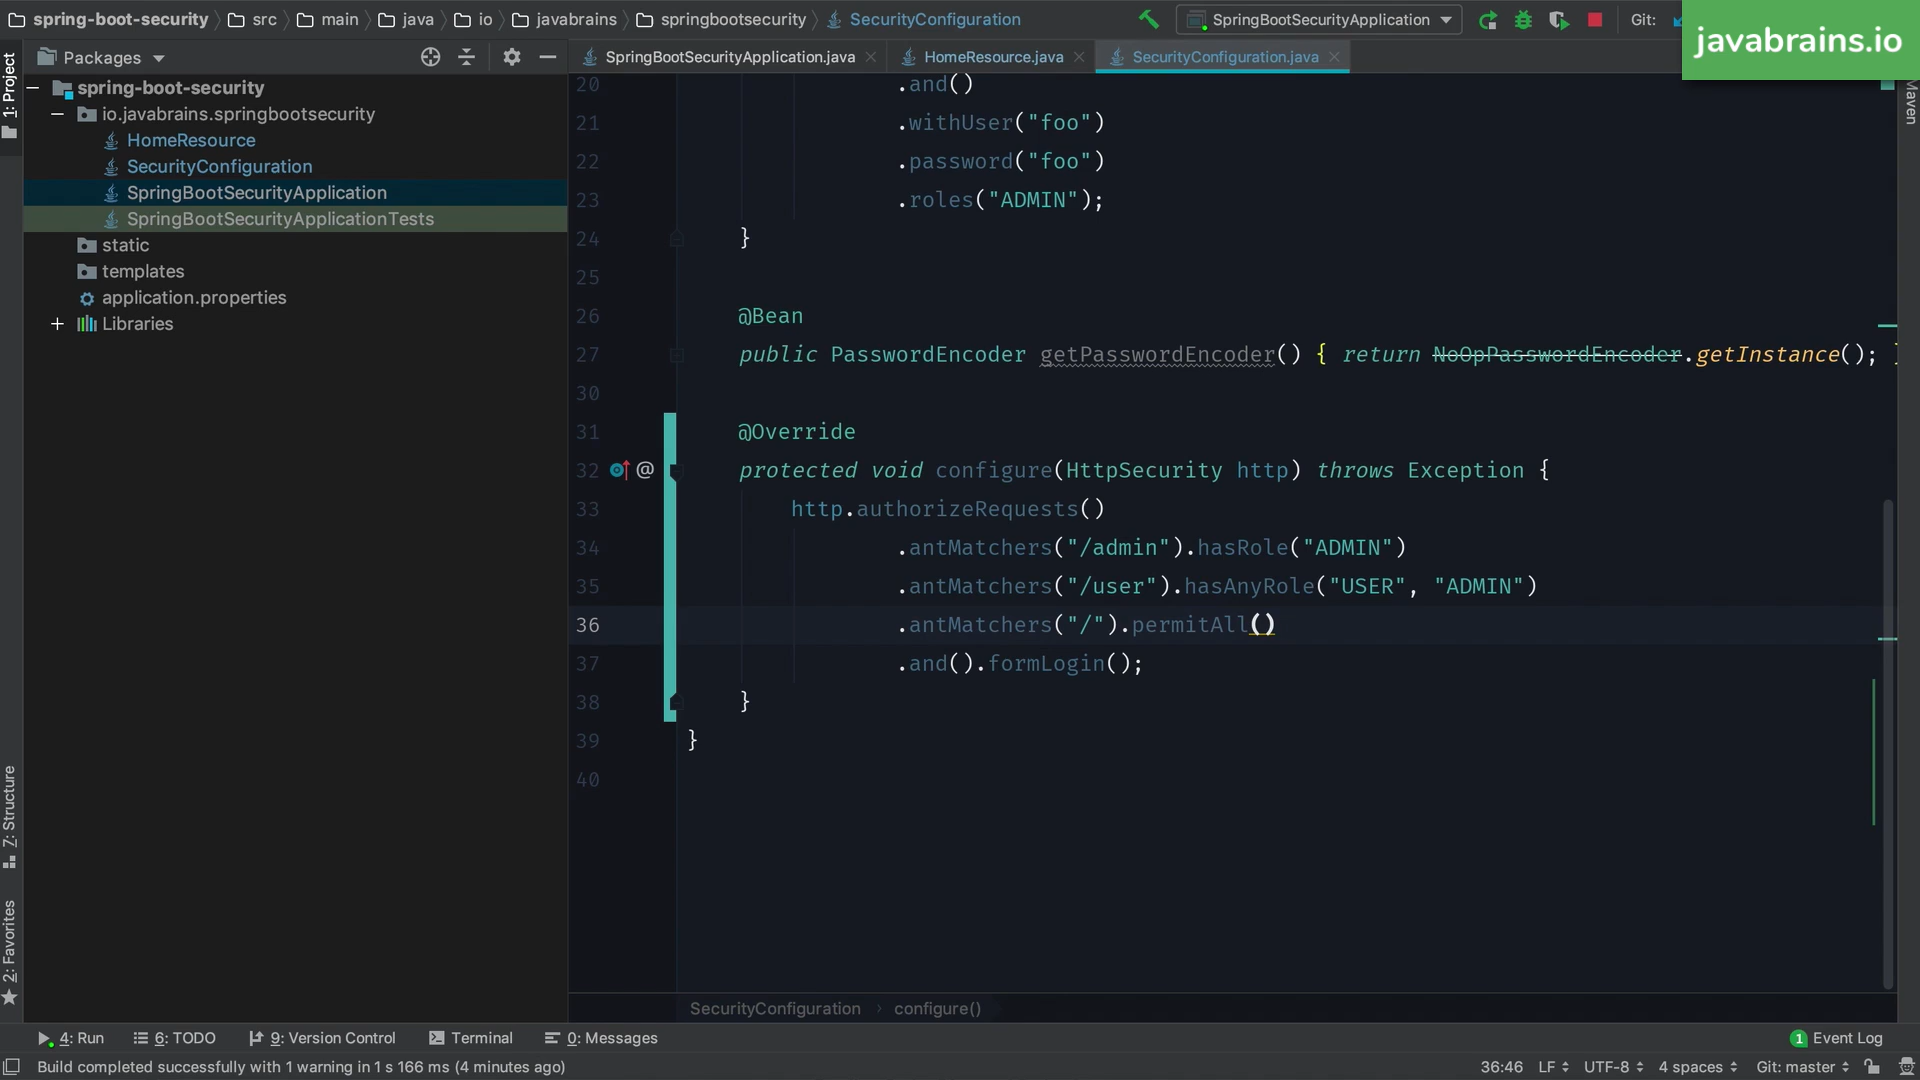 spring-boot-security src main java io javabrains springbootsecurity SecurityConfiguration SpringBootSecurityApplication Git:
javabrains.io
1: Project
Packages
SpringBootSecurityApplication.java HomeResource.java SecurityConfiguration.java
Maven
spring-boot-security
io.javabrains.springbootsecurity
HomeResource
SecurityConfiguration
SpringBootSecurityApplication
SpringBootSecurityApplicationTests
static
templates
application.properties
Libraries
20 .and()
21 .withUser("foo")
22 .password("foo")
23 .roles("ADMIN");
24 }
25
26 @Bean
27 public PasswordEncoder getPasswordEncoder() { return NoOpPasswordEncoder.getInstance(); }
30
31 @Override
32 @ protected void configure(HttpSecurity http) throws Exception {
33 http.authorizeRequests()
34 .antMatchers("/admin").hasRole("ADMIN")
35 .antMatchers("/user").hasAnyRole("USER", "ADMIN")
36 .antMatchers("/").permitAll()
37 .and().formLogin();
38 }
39 }
40
Z: Structure
2: Favorites
SecurityConfiguration › configure()
4: Run 6: TODO 9: Version Control Terminal 0: Messages 1 Event Log
Build completed successfully with 1 warning in 1 s 166 ms (4 minutes ago) 36:46 LF UTF-8 4 spaces Git: master